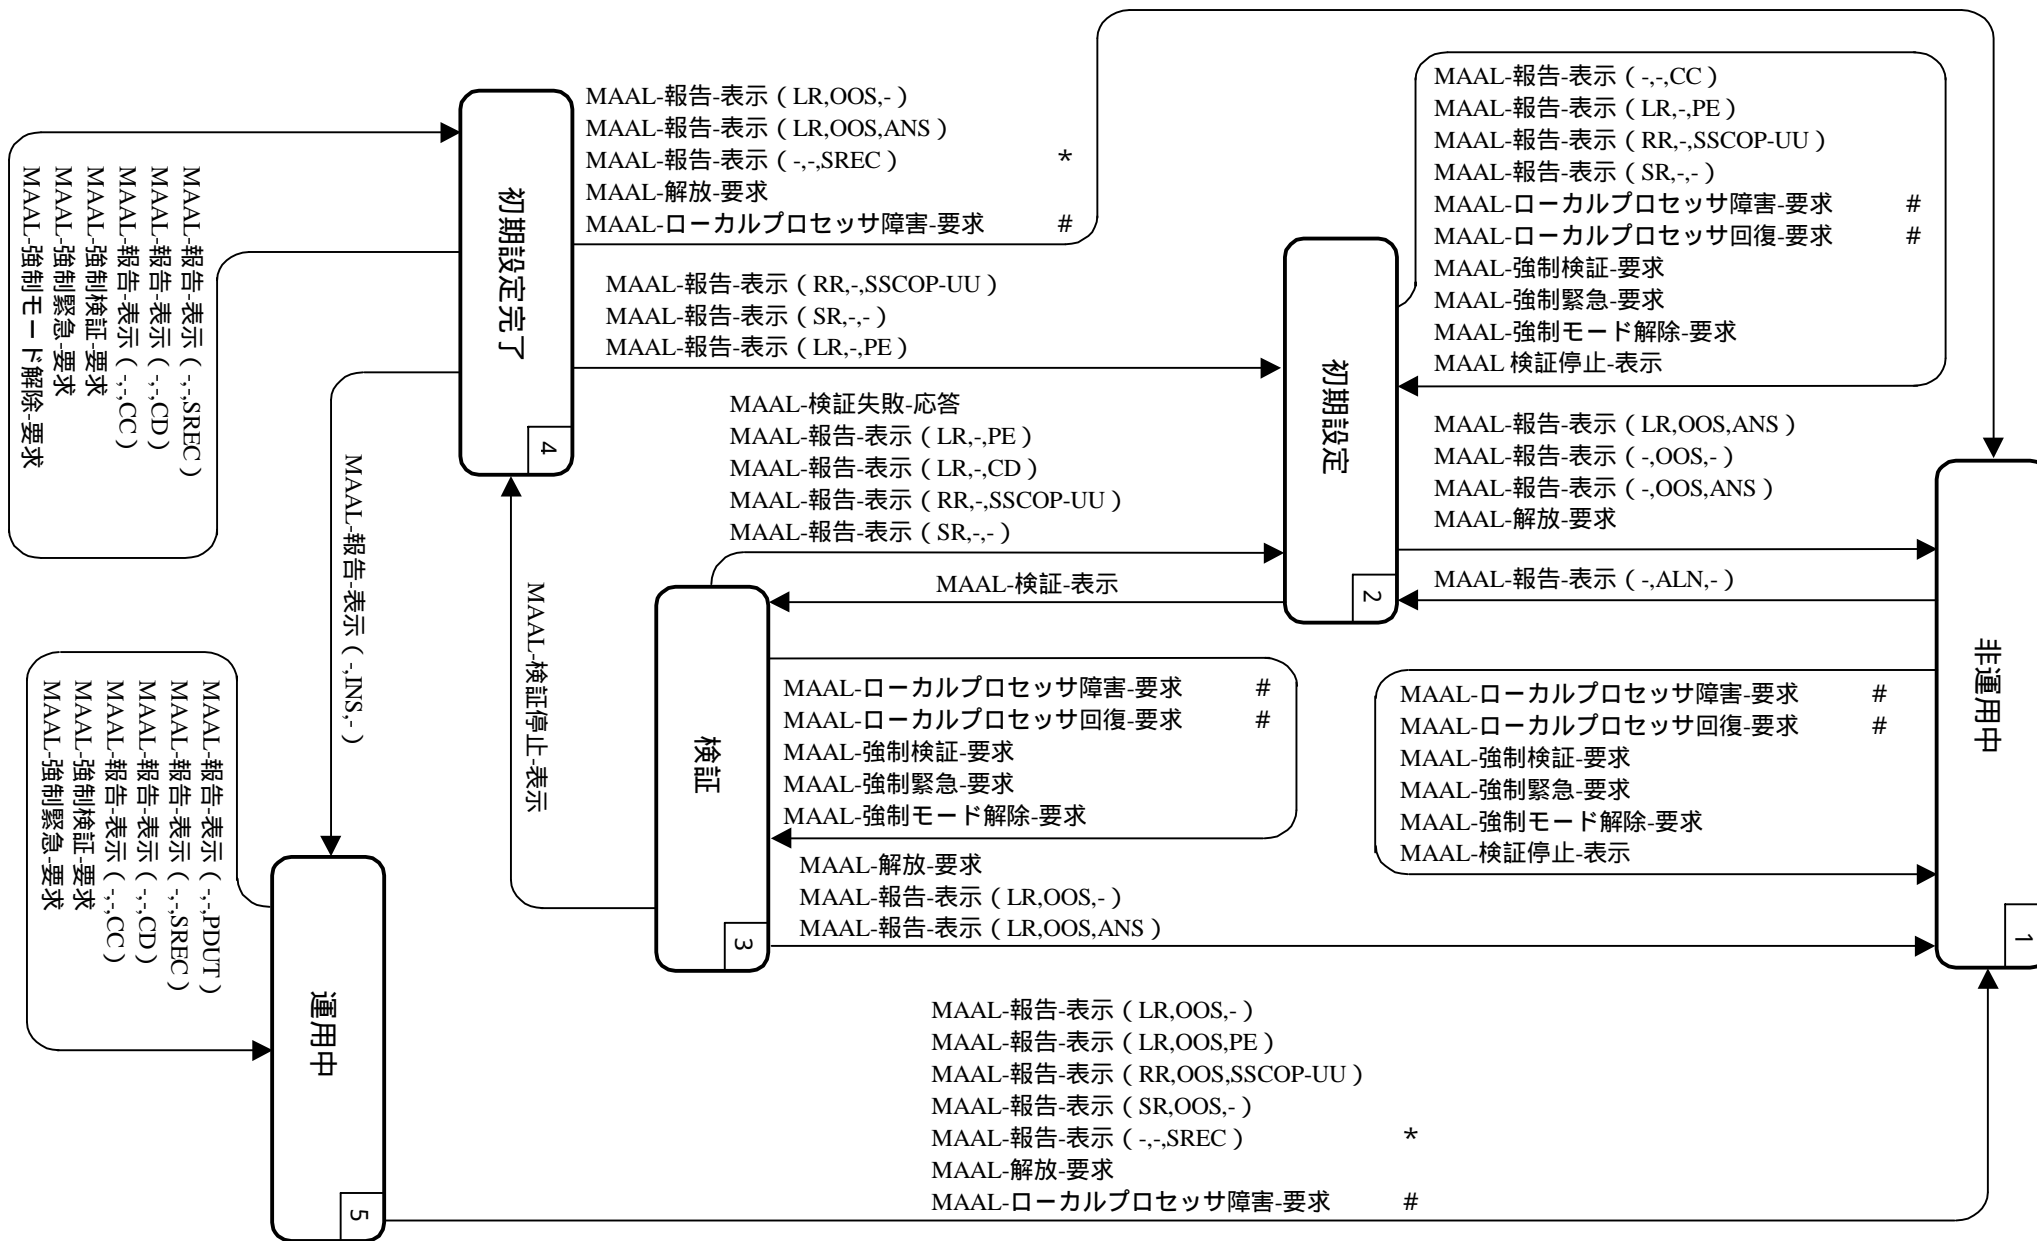 MAAL-報告-表示（LR,OOS,-）
MAAL-報告-表示（LR,OOS,ANS）
MAAL-報告-表示（-,-,SREC） *
MAAL-解放-要求
MAAL-ローカルプロセッサ障害-要求 #
MAAL-報告-表示（-,-,CC）
MAAL-報告-表示（LR,-,PE）
MAAL-報告-表示（RR,-,SSCOP-UU）
MAAL-報告-表示（SR,-,-）
MAAL-ローカルプロセッサ障害-要求 #
MAAL-ローカルプロセッサ回復-要求 #
MAAL-強制検証-要求
MAAL-強制緊急-要求
MAAL-強制モード解除-要求
MAAL 検証停止-表示
MAAL-報告-表示（-,-,SREC）
MAAL-報告-表示（-,-,CD）
MAAL-報告-表示（-,-,CC）
MAAL-強制検証-要求
MAAL-強制緊急-要求
MAAL-強制モード解除-要求
初期設定完了
4
MAAL-報告-表示（RR,-,SSCOP-UU）
MAAL-報告-表示（SR,-,-）
MAAL-報告-表示（LR,-,PE）
初期設定
2
MAAL-検証失敗-応答
MAAL-報告-表示（LR,-,PE）
MAAL-報告-表示（LR,-,CD）
MAAL-報告-表示（RR,-,SSCOP-UU）
MAAL-報告-表示（SR,-,-）
MAAL-報告-表示（LR,OOS,ANS）
MAAL-報告-表示（-,OOS,-）
MAAL-報告-表示（-,OOS,ANS）
MAAL-解放-要求
MAAL-検証-表示
MAAL-報告-表示（-,ALN,-）
非運用中
1
MAAL-報告-表示（-,INS,-）
MAAL-検証停止-表示
検証
3
MAAL-ローカルプロセッサ障害-要求 #
MAAL-ローカルプロセッサ回復-要求 #
MAAL-強制検証-要求
MAAL-強制緊急-要求
MAAL-強制モード解除-要求
MAAL-ローカルプロセッサ障害-要求 #
MAAL-ローカルプロセッサ回復-要求 #
MAAL-強制検証-要求
MAAL-強制緊急-要求
MAAL-強制モード解除-要求
MAAL-検証停止-表示
MAAL-解放-要求
MAAL-報告-表示（LR,OOS,-）
MAAL-報告-表示（LR,OOS,ANS）
MAAL-報告-表示（-,-,PDUT）
MAAL-報告-表示（-,-,SREC）
MAAL-報告-表示（-,-,CD）
MAAL-報告-表示（-,-,CC）
MAAL-強制検証-要求
MAAL-強制緊急-要求
運用中
5
MAAL-報告-表示（LR,OOS,-）
MAAL-報告-表示（LR,OOS,PE）
MAAL-報告-表示（RR,OOS,SSCOP-UU）
MAAL-報告-表示（SR,OOS,-）
MAAL-報告-表示（-,-,SREC） *
MAAL-解放-要求
MAAL-ローカルプロセッサ障害-要求 #